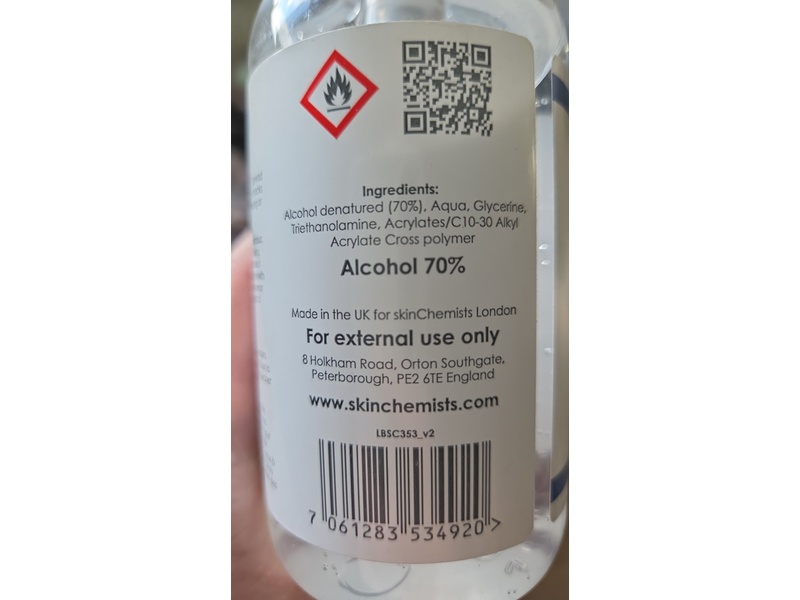 Ingredients:
Alcohol denatured (70%), Aqua, Glycerine,
Triethanolamine, Acrylates/C10-30 Alkyl
Acrylate Cross polymer
Alcohol 70%
Made in the UK for skinChemists London
For external use only
8 Holkham Road, Orton Southgate,
Peterborough, PE2 6TE England
www.skinchemists.com
LBSC353_v2
7 061283 534920 >